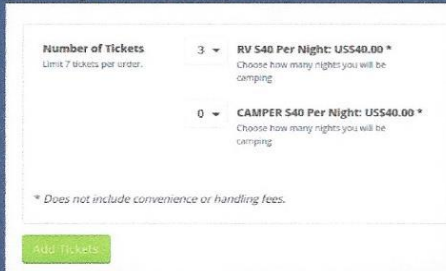 Number of Tickets
Limit 7 tickets per order.
3
RV $40 Per Night: US$40.00 *
Choose how many nights you will be
camping
0
CAMPER $40 Per Night: US$40.00 *
Choose how many nights you will be
camping
* Does not include convenience or handling fees.
Add Tickets